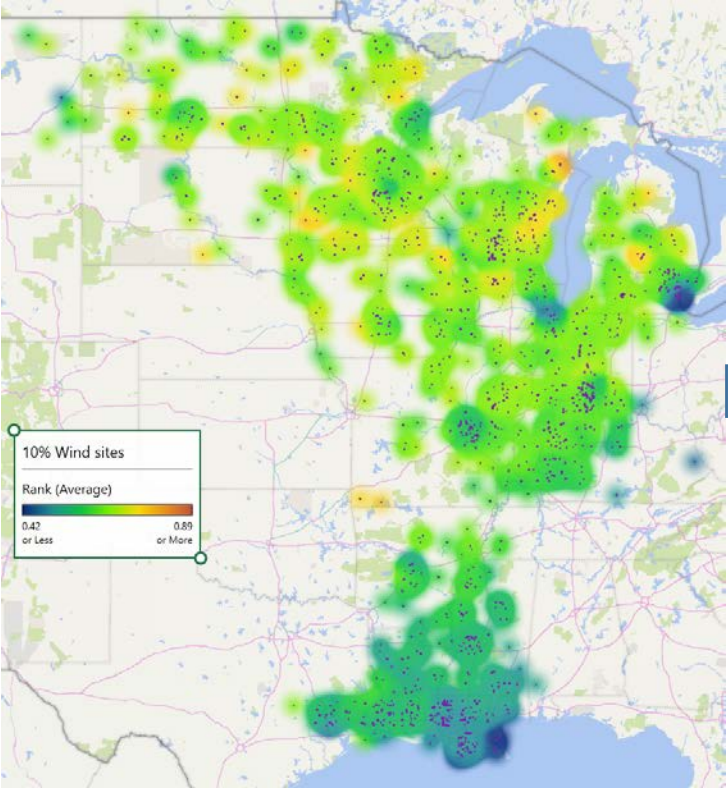 10% Wind sites
Rank (Average)
0.42
0.89
or Less
or More